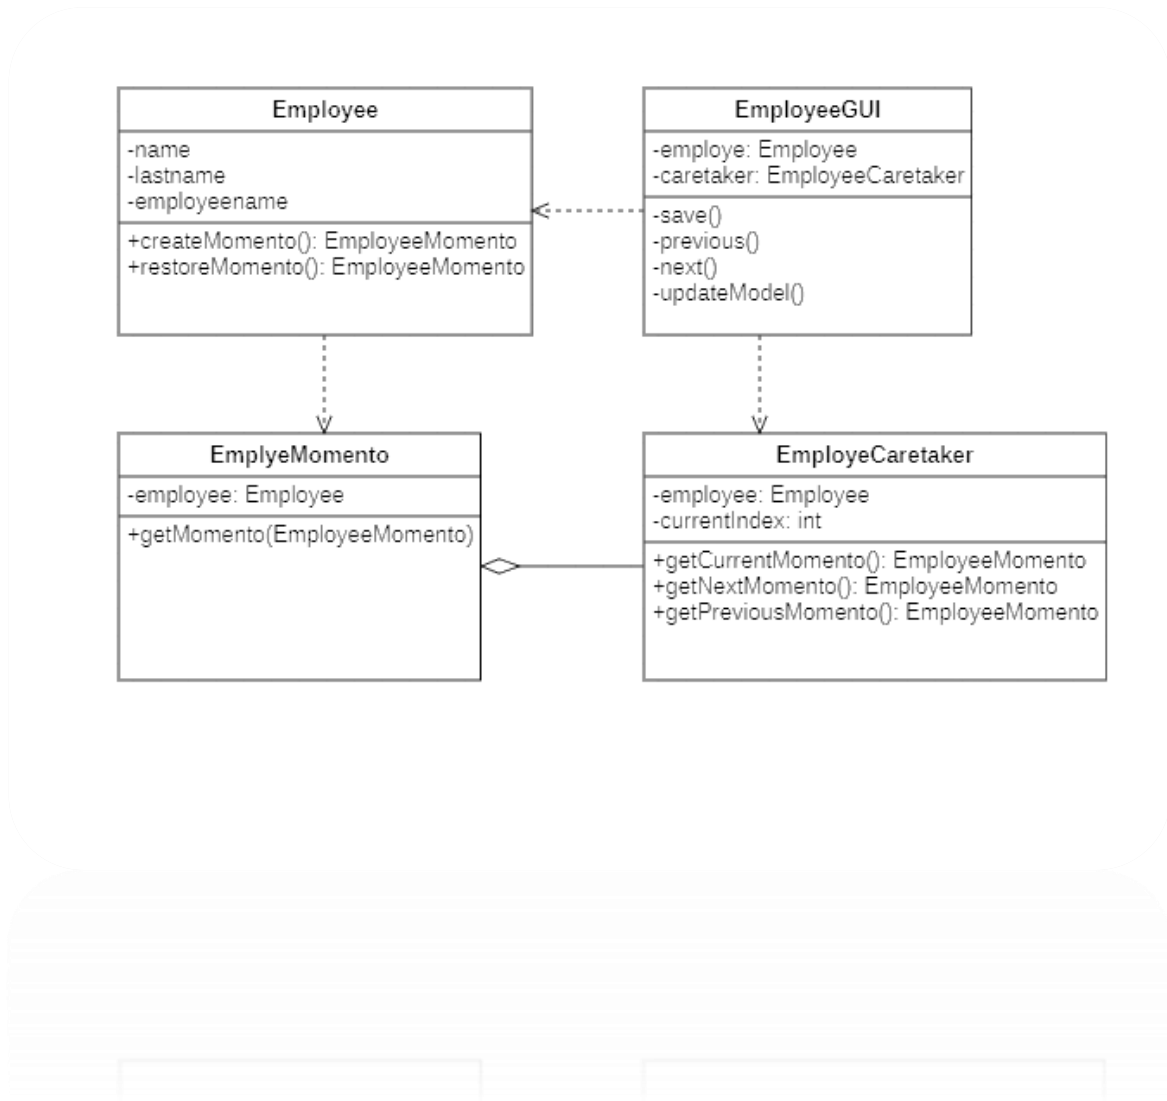 Employee
-name
-lastname
-employeename
+createMomento(): EmployeeMomento
+restoreMomento(): EmployeeMomento
EmployeeGUI
-employe: Employee
-caretaker: EmployeeCaretaker
-save()
-previous()
-next()
-updateModel()
EmplyeMomento
-employee: Employee
+getMomento(EmployeeMomento)
EmployeCaretaker
-employee: Employee
-currentIndex: int
+getCurrentMomento(): EmployeeMomento
+getNextMomento(): EmployeeMomento
+getPreviousMomento(): EmployeeMomento